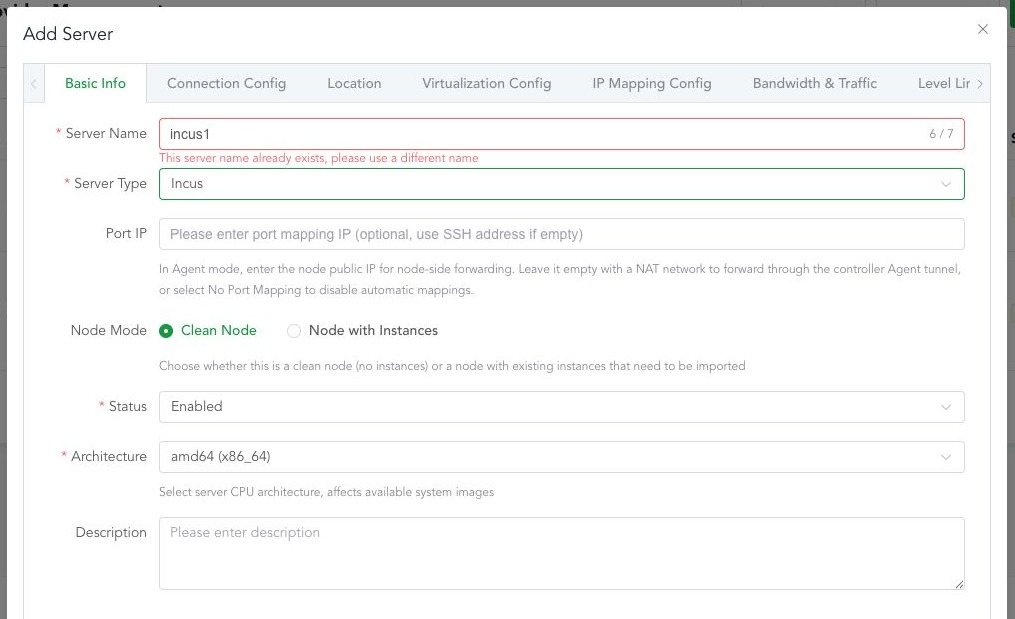 Add Server
Basic Info
Connection Config
Location
Virtualization Config
IP Mapping Config
Bandwidth & Traffic
Level Lir
* Server Name
incus1
6 / 7
This server name already exists, please use a different name
* Server Type
Incus
Port IP
Please enter port mapping IP (optional, use SSH address if empty)
In Agent mode, enter the node public IP for node-side forwarding. Leave it empty with a NAT network to forward through the controller Agent tunnel,
or select No Port Mapping to disable automatic mappings.
Node Mode
Clean Node
Node with Instances
Choose whether this is a clean node (no instances) or a node with existing instances that need to be imported
* Status
Enabled
* Architecture
amd64 (x86_64)
Select server CPU architecture, affects available system images
Description
Please enter description